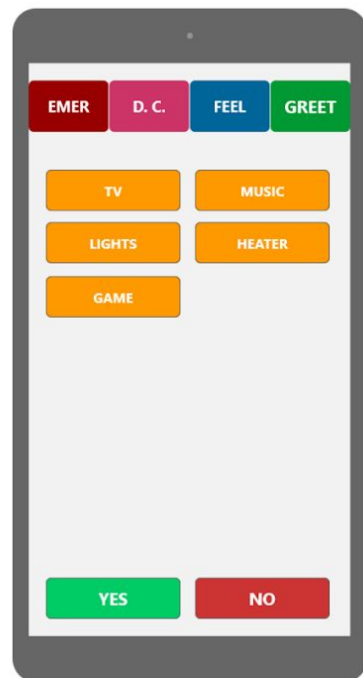 EMER D. C. FEEL GREET
TV MUSIC
LIGHTS HEATER
GAME
YES NO